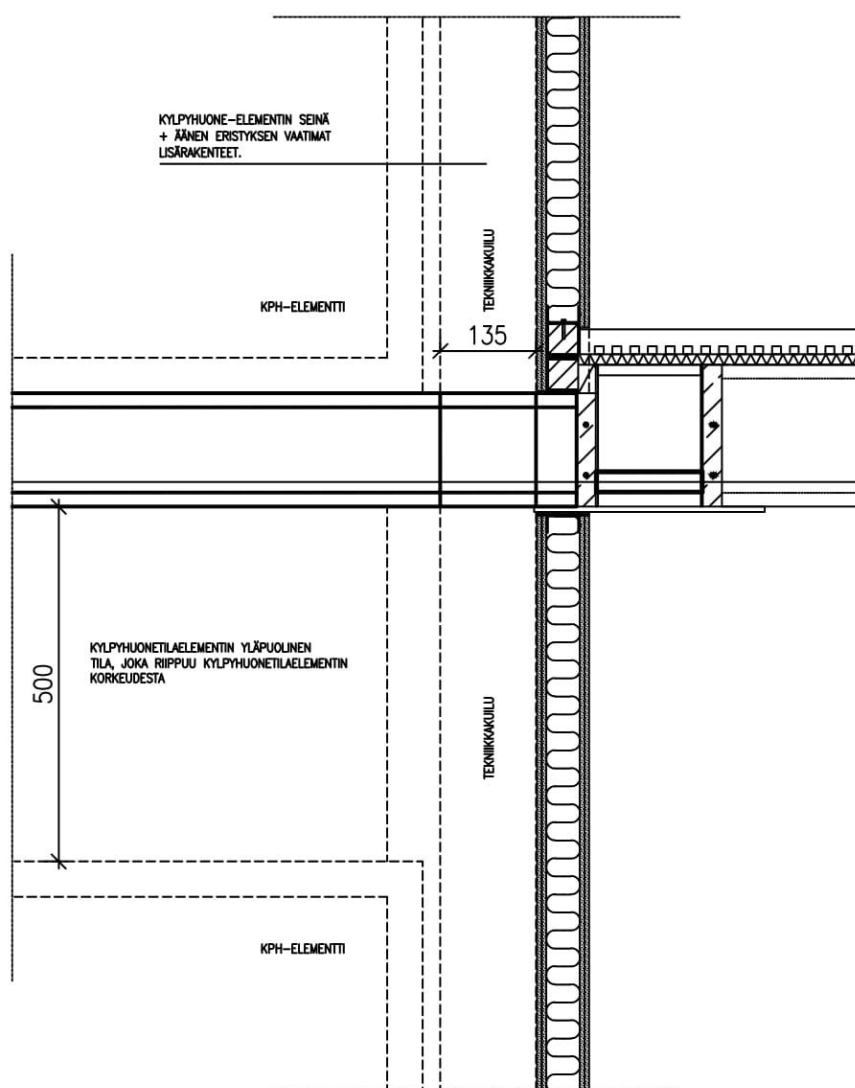 KYLPYHUONE-ELEMENTIN SEINÄ
+ ÄÄNEN ERISTYKSEN VAATIMAT
LISÄRAKENTEET.
TEKNIIKKAKUILU
KPH-ELEMENTTI
135
KYLPYHUONETILAELEMENTIN YLÄPUOLINEN
TILA, JOKA RIIPPUU KYLPYHUONETILAELEMENTIN
KORKEUDESTA
500
TEKNIIKKAKUILU
KPH-ELEMENTTI